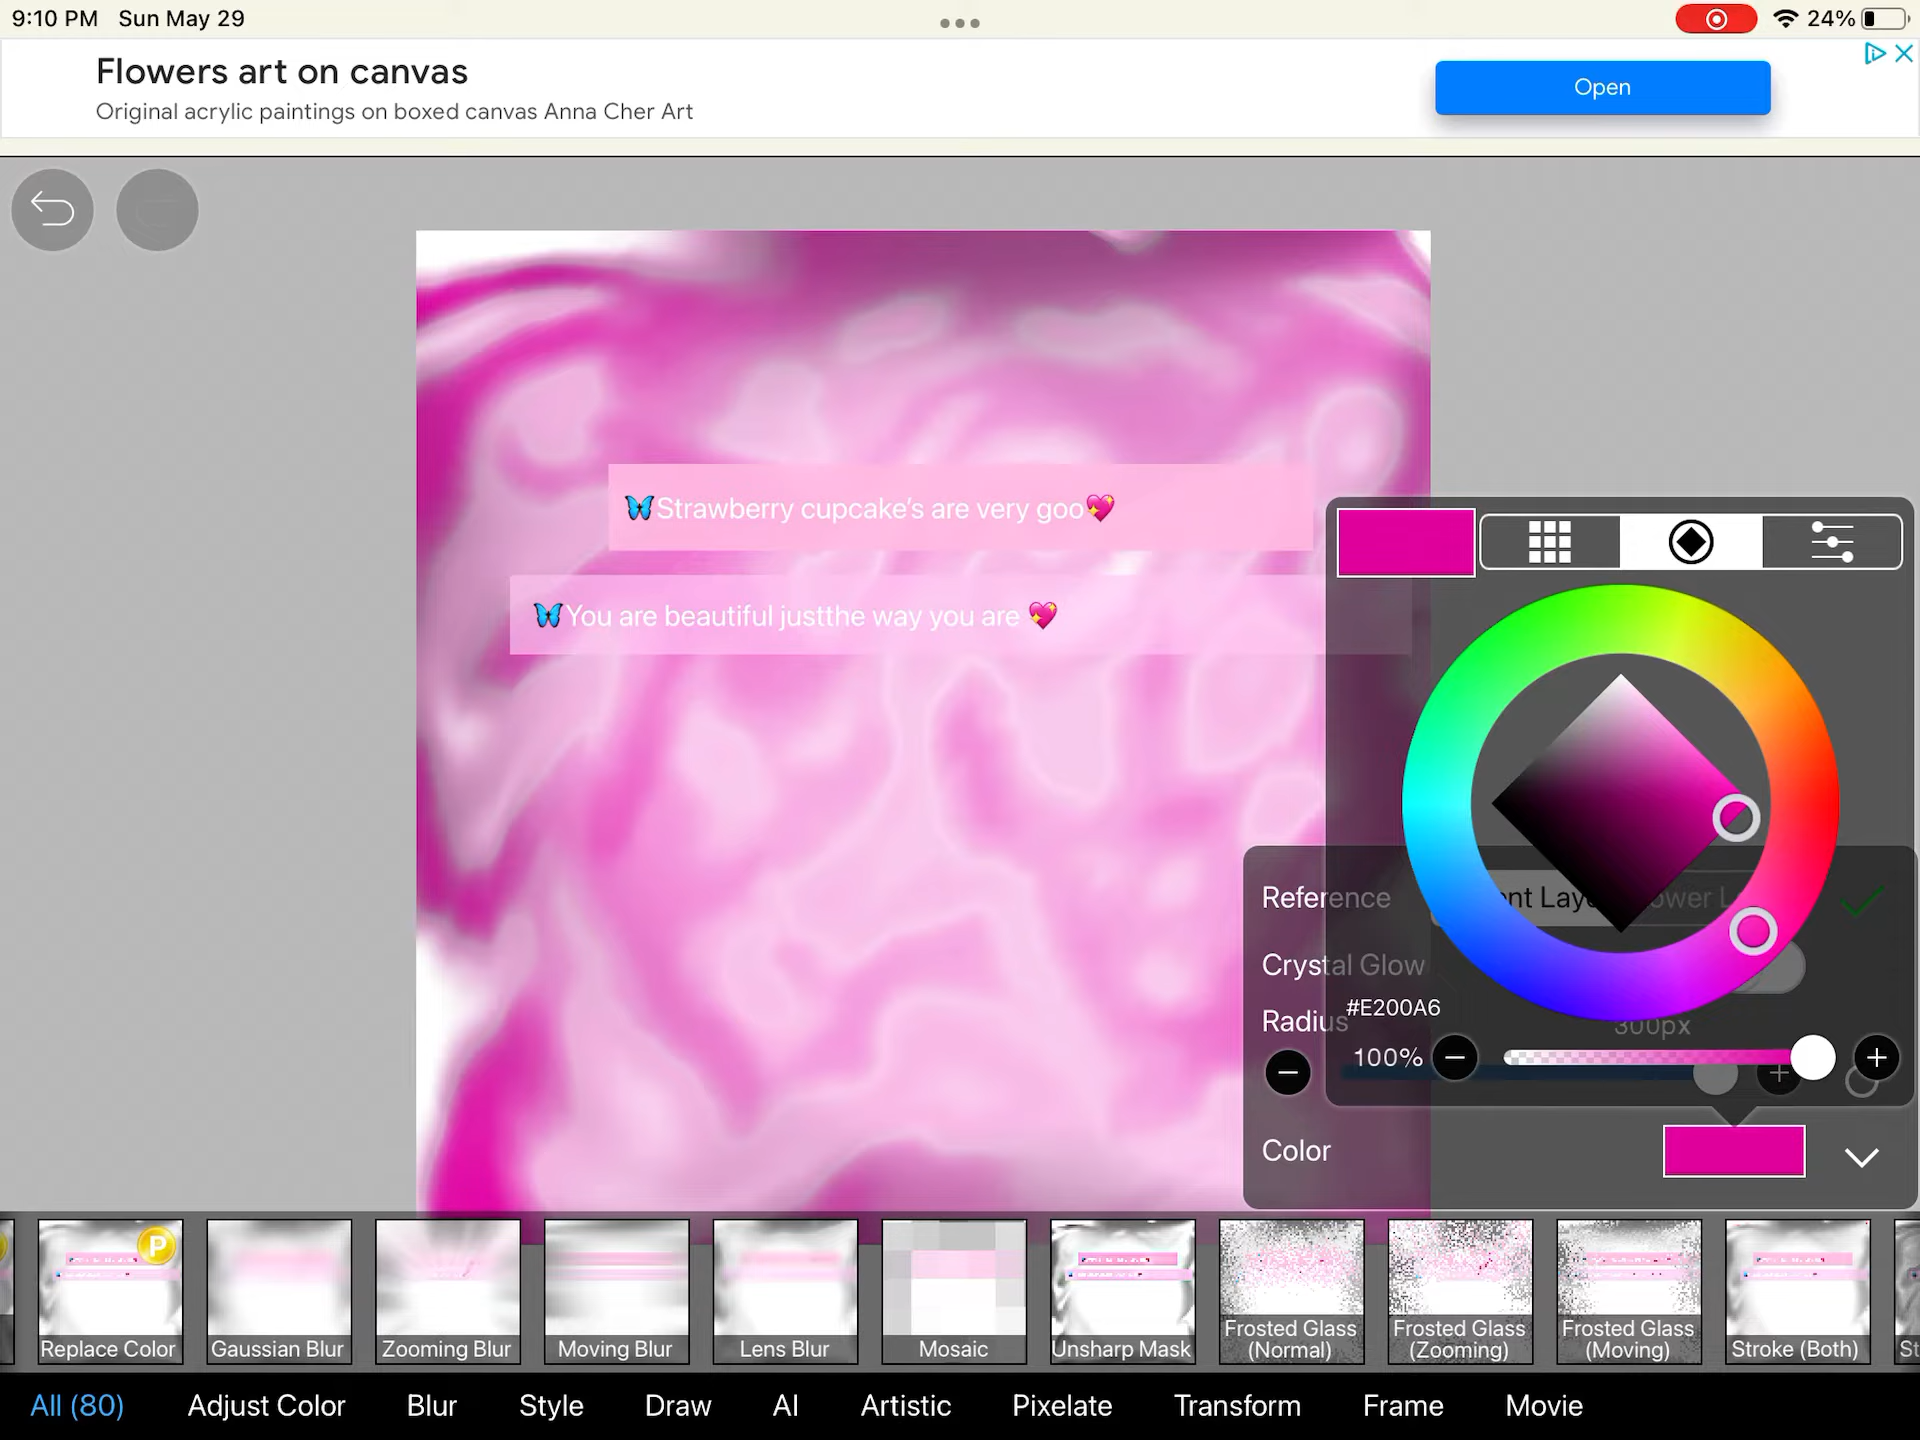 9:10 PM Sun May 29
24%
Flowers art on canvas
Original acrylic paintings on boxed canvas Anna Cher Art
Open
🦋Strawberry cupcake’s are very goo💖
🦋You are beautiful justthe way you are 💖
Reference
Crystal Glow
#E200A6
Radius
300px
100%
Color
P
Replace Color
Gaussian Blur
Zooming Blur
Moving Blur
Lens Blur
Mosaic
Unsharp Mask
Frosted Glass
(Normal)
Frosted Glass
(Zooming)
Frosted Glass
(Moving)
Stroke (Both)
All (80)
Adjust Color
Blur
Style
Draw
AI
Artistic
Pixelate
Transform
Frame
Movie